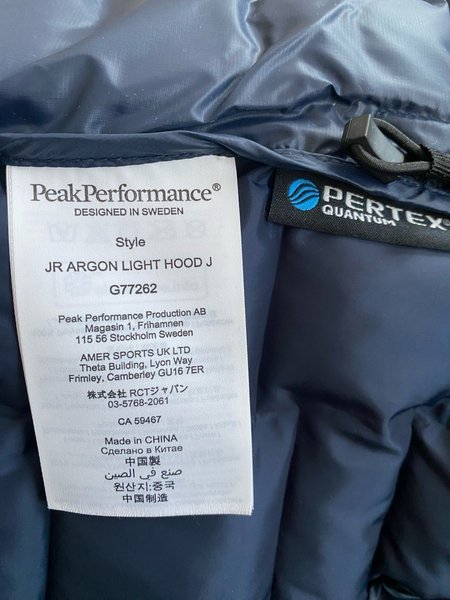 PeakPerformance®
DESIGNED IN SWEDEN
Style
JR ARGON LIGHT HOOD J
G77262
Peak Performance Production AB
Magasin 1, Frihamnen
115 56 Stockholm Sweden
AMER SPORTS UK LTD
Theta Building, Lyon Way
Frimley, Camberley GU16 7ER
株式会社 RCTジャパン
03-5768-2061
CA 59467
Made in CHINA
Сделано в Китае
中国製
صنع في الصين
원산지:중국
中国制造
PERTEX®
QUANTUM